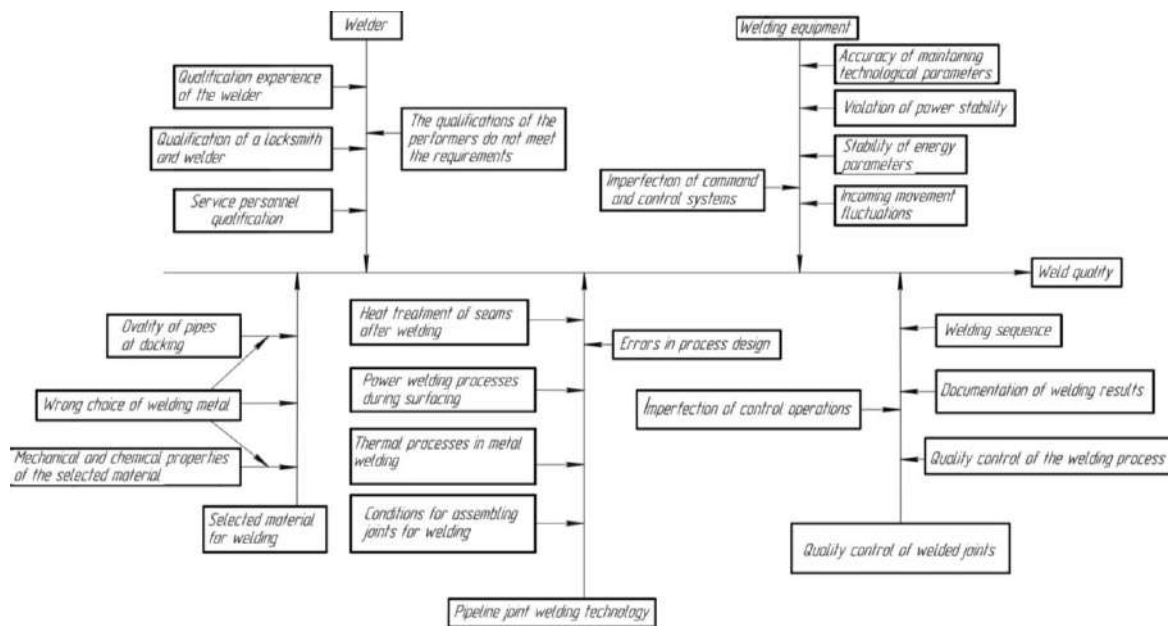 Welder
Welding equipment
Qualification experience
of the welder
Qualification of a locksmith
and welder
Service personnel
qualification
The qualifications of the
performers do not meet
the requirements
Accuracy of maintaining
technological parameters
Violation of power stability
Stability of energy
parameters
Imperfection of command
and control systems
Incoming movement
fluctuations
Weld quality
Ovality of pipes
at docking
Wrong choice of welding metal
Mechanical and chemical properties
of the selected material
Selected material
for welding
Heat treatment of seams
after welding
Errors in process design
Power welding processes
during surfacing
Thermal processes in metal
welding
Conditions for assembling
joints for welding
Pipeline joint welding technology
Welding sequence
Documentation of welding results
Imperfection of control operations
Quality control of the welding process
Quality control of welded joints